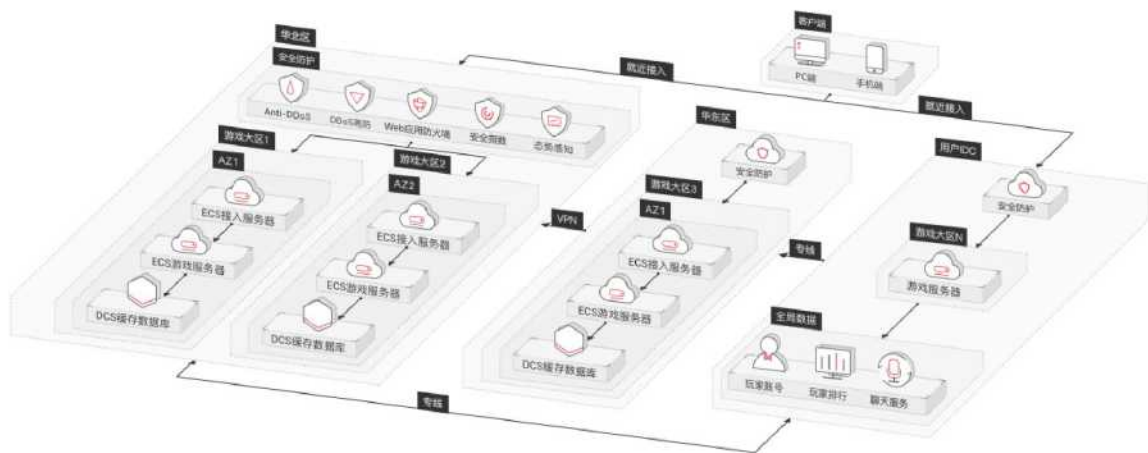 客户端
PC端
手机端
华北区
安全防护
就近接入
就近接入
Anti-DDoS
DDoS高防
Web应用防火墙
安全指数
态势感知
游戏大区1
AZ1
ECS接入服务器
ECS游戏服务器
DCS缓存数据库
游戏大区2
AZ2
ECS接入服务器
ECS游戏服务器
DCS缓存数据库
VPN
华东区
安全防护
游戏大区3
AZ1
ECS接入服务器
ECS游戏服务器
DCS缓存数据库
专线
用户IDC
安全防护
游戏大区N
游戏服务器
全局数据
玩家账号
玩家排行
聊天服务
专线